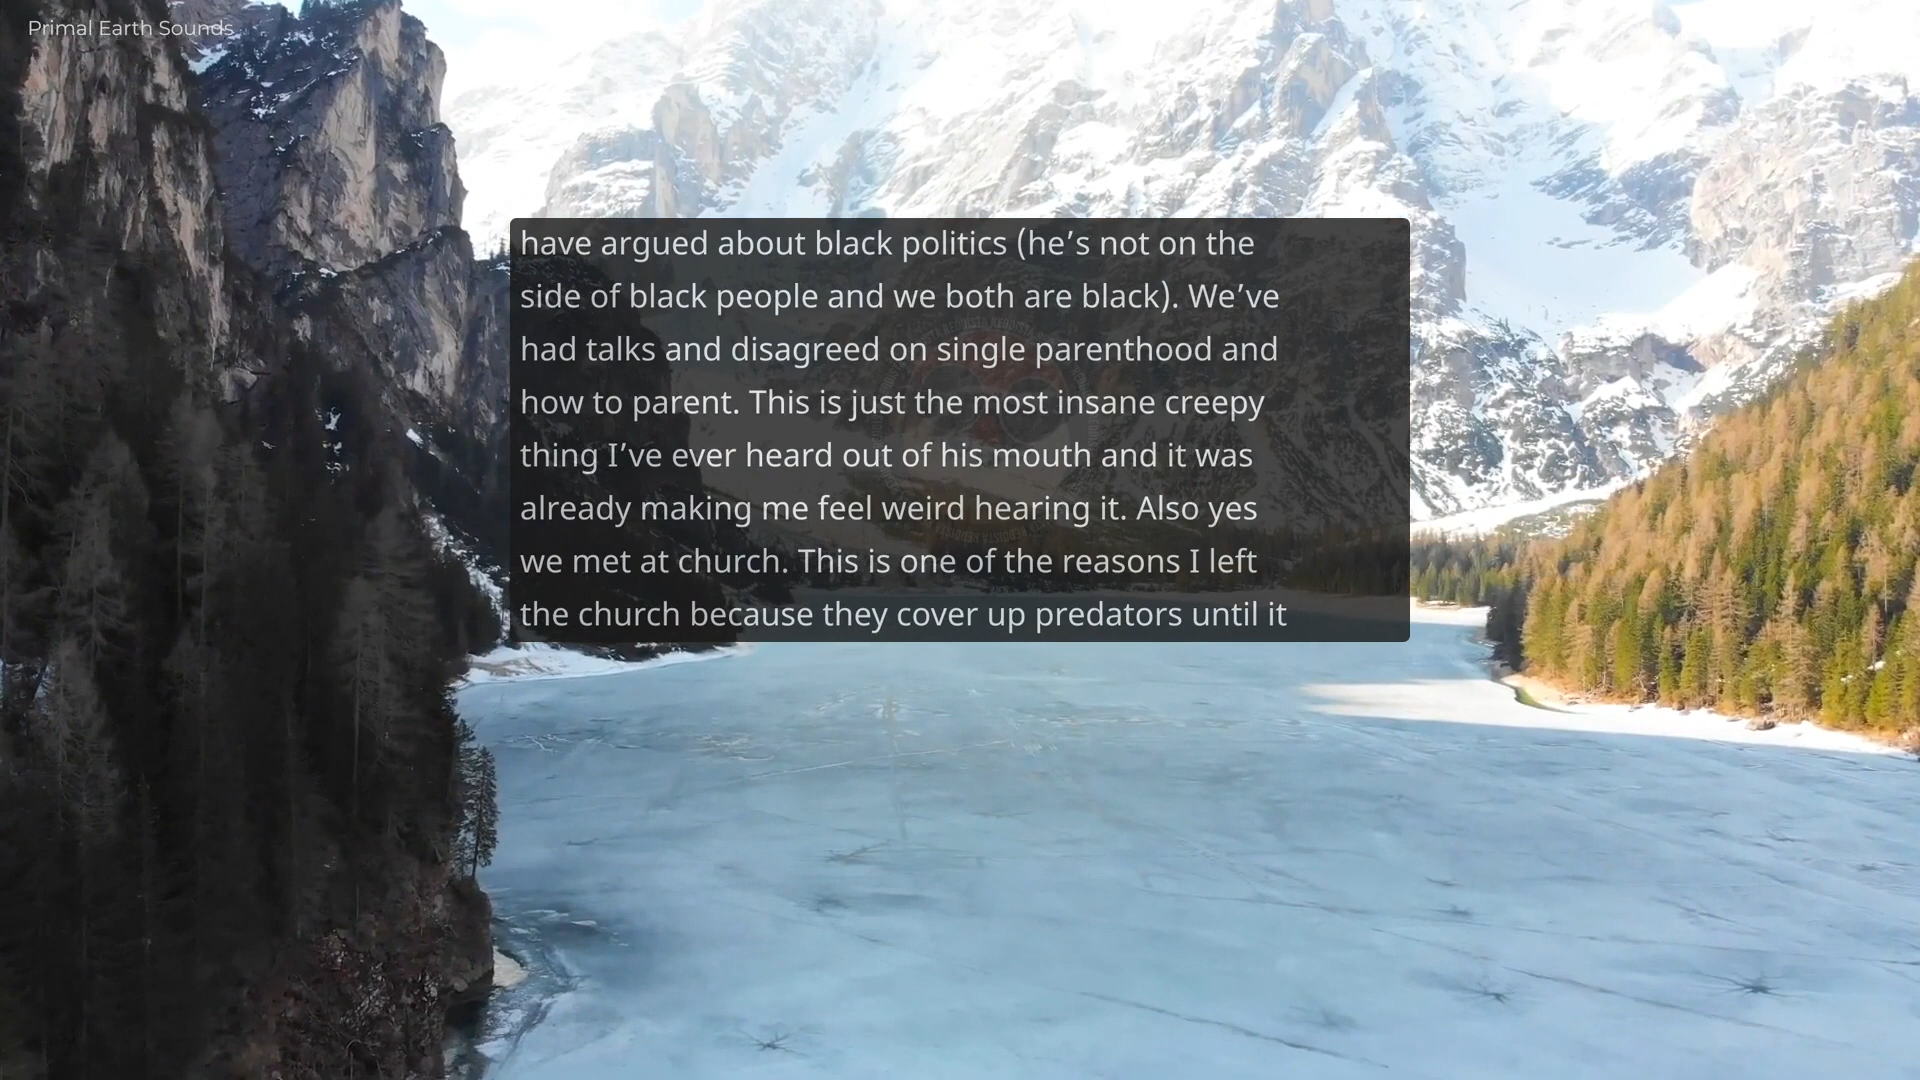 Primal Earth Sounds
have argued about black politics (he’s not on the
side of black people and we both are black). We’ve
had talks and disagreed on single parenthood and
how to parent. This is just the most insane creepy
thing I’ve ever heard out of his mouth and it was
already making me feel weird hearing it. Also yes
we met at church. This is one of the reasons I left
the church because they cover up predators until it